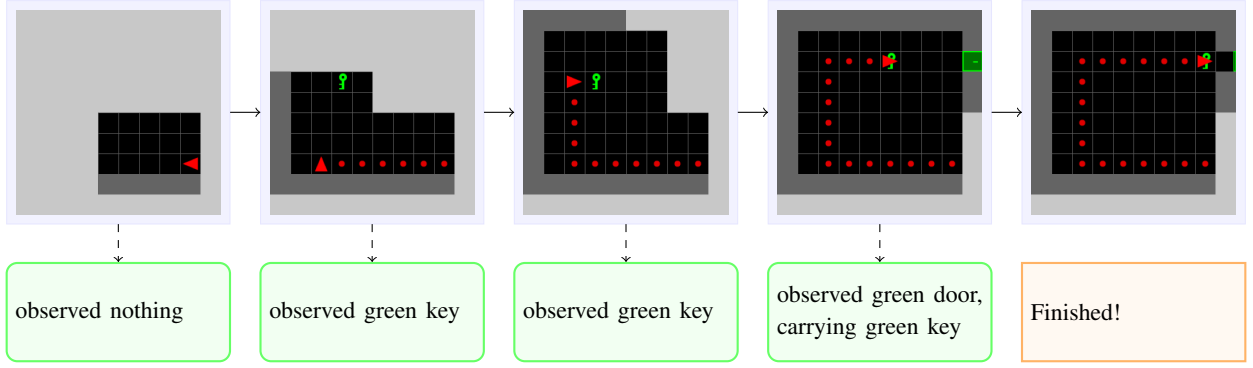 observed nothing
observed green key
observed green key
observed green door,
carrying green key
Finished!